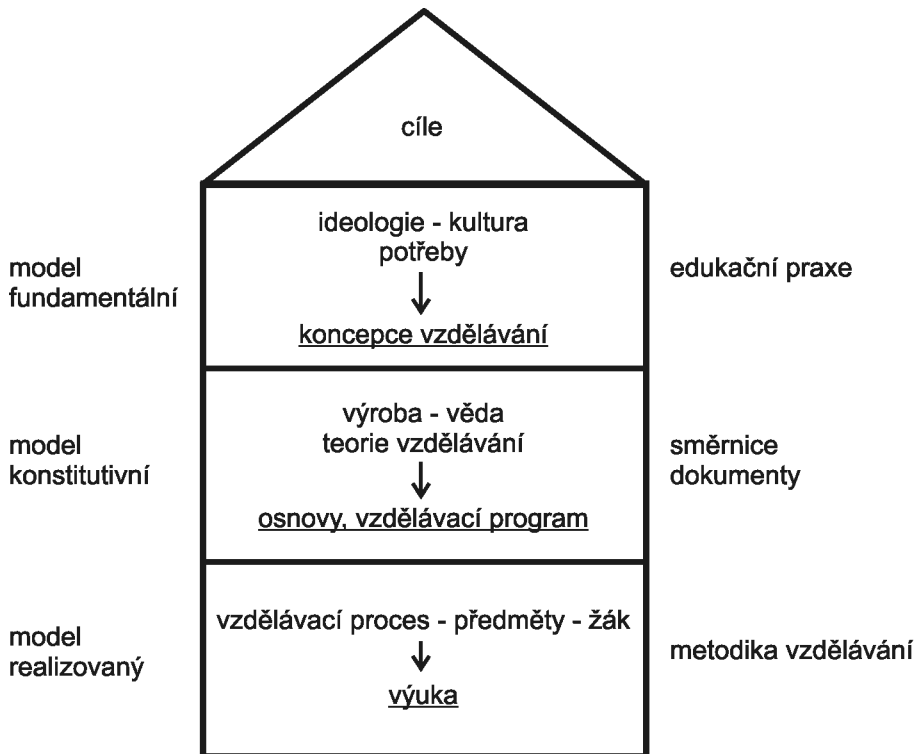 cíle
model
fundamentální
ideologie - kultura
potřeby
koncepce vzdělávání
edukační praxe
model
konstitutivní
výroba - věda
teorie vzdělávání
osnovy, vzdělávací program
směrnice
dokumenty
model
realizovaný
vzdělávací proces - předměty - žák
výuka
metodika vzdělávání